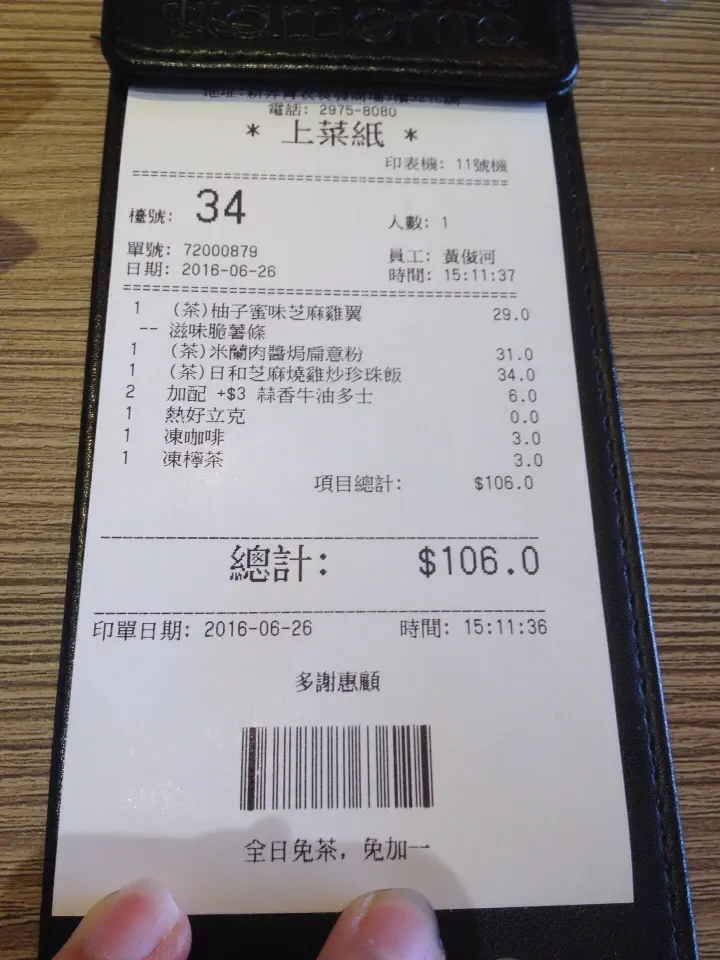 電話: 2975-8080
* 上菜紙 *
印表機: 11號機
檯號: 34 人數: 1
單號: 72000879 員工: 黃俊河
日期: 2016-06-26 時間: 15:11:37
1 (茶)柚子蜜味芝麻雞翼 29.0
-- 滋味脆薯條
1 (茶)米蘭肉醬焗扁意粉 31.0
1 (茶)日和芝麻燒雞炒珍珠飯 34.0
2 加配 +$3 蒜香牛油多士 6.0
1 熱好立克 0.0
1 凍咖啡 3.0
1 凍檸茶 3.0
項目總計: $106.0
總計: $106.0
印單日期: 2016-06-26 時間: 15:11:36
多謝惠顧
全日免茶, 免加一